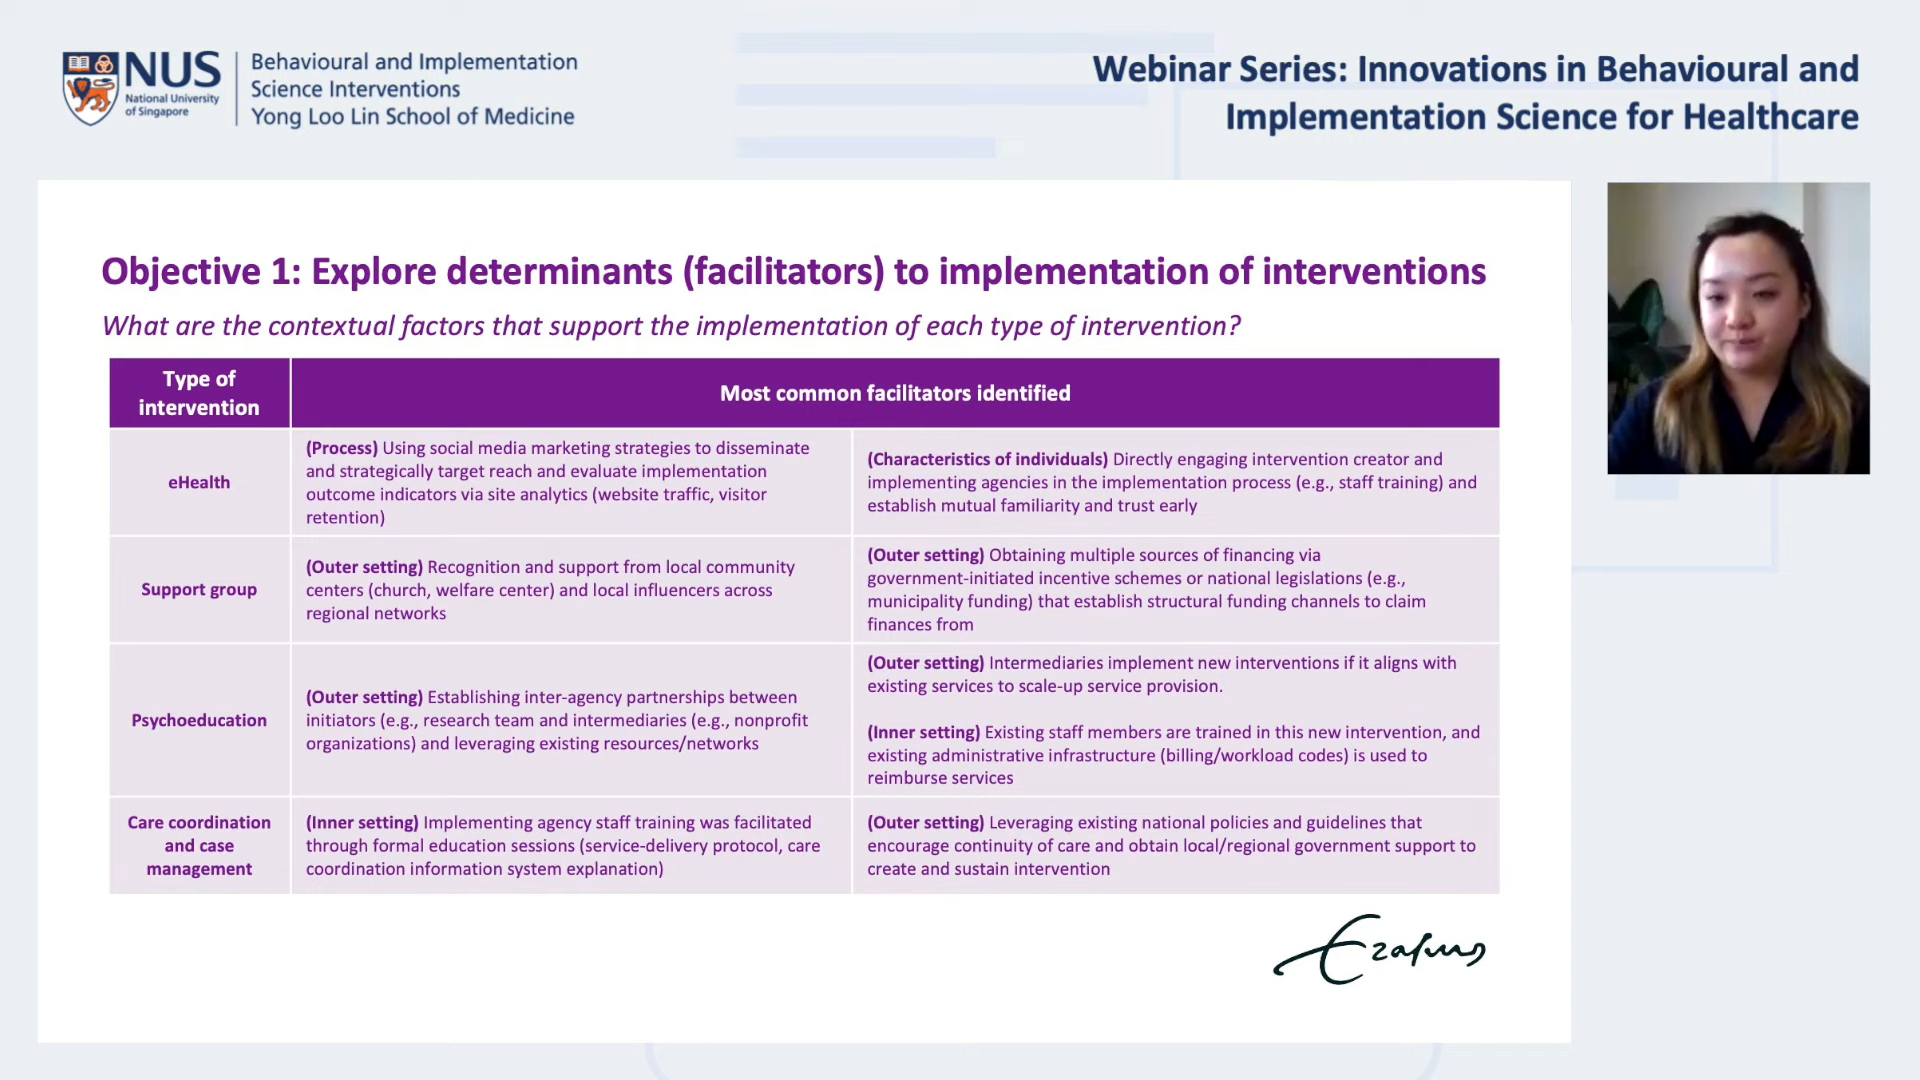 NUS
National University
of Singapore
Behavioural and Implementation
Science Interventions
Yong Loo Lin School of Medicine
Webinar Series: Innovations in Behavioural and
Implementation Science for Healthcare
Objective 1: Explore determinants (facilitators) to implementation of interventions
What are the contextual factors that support the implementation of each type of intervention?
Type of
intervention
Most common facilitators identified
eHealth
(Process) Using social media marketing strategies to disseminate
and strategically target reach and evaluate implementation
outcome indicators via site analytics (website traffic, visitor
retention)
(Characteristics of individuals) Directly engaging intervention creator and
implementing agencies in the implementation process (e.g., staff training) and
establish mutual familiarity and trust early
Support group
(Outer setting) Recognition and support from local community
centers (church, welfare center) and local influencers across
regional networks
(Outer setting) Obtaining multiple sources of financing via
government-initiated incentive schemes or national legislations (e.g.,
municipality funding) that establish structural funding channels to claim
finances from
Psychoeducation
(Outer setting) Establishing inter-agency partnerships between
initiators (e.g., research team and intermediaries (e.g., nonprofit
organizations) and leveraging existing resources/networks
(Outer setting) Intermediaries implement new interventions if it aligns with
existing services to scale-up service provision.
(Inner setting) Existing staff members are trained in this new intervention, and
existing administrative infrastructure (billing/workload codes) is used to
reimburse services
Care coordination
and case
management
(Inner setting) Implementing agency staff training was facilitated
through formal education sessions (service-delivery protocol, care
coordination information system explanation)
(Outer setting) Leveraging existing national policies and guidelines that
encourage continuity of care and obtain local/regional government support to
create and sustain intervention
Erasmus